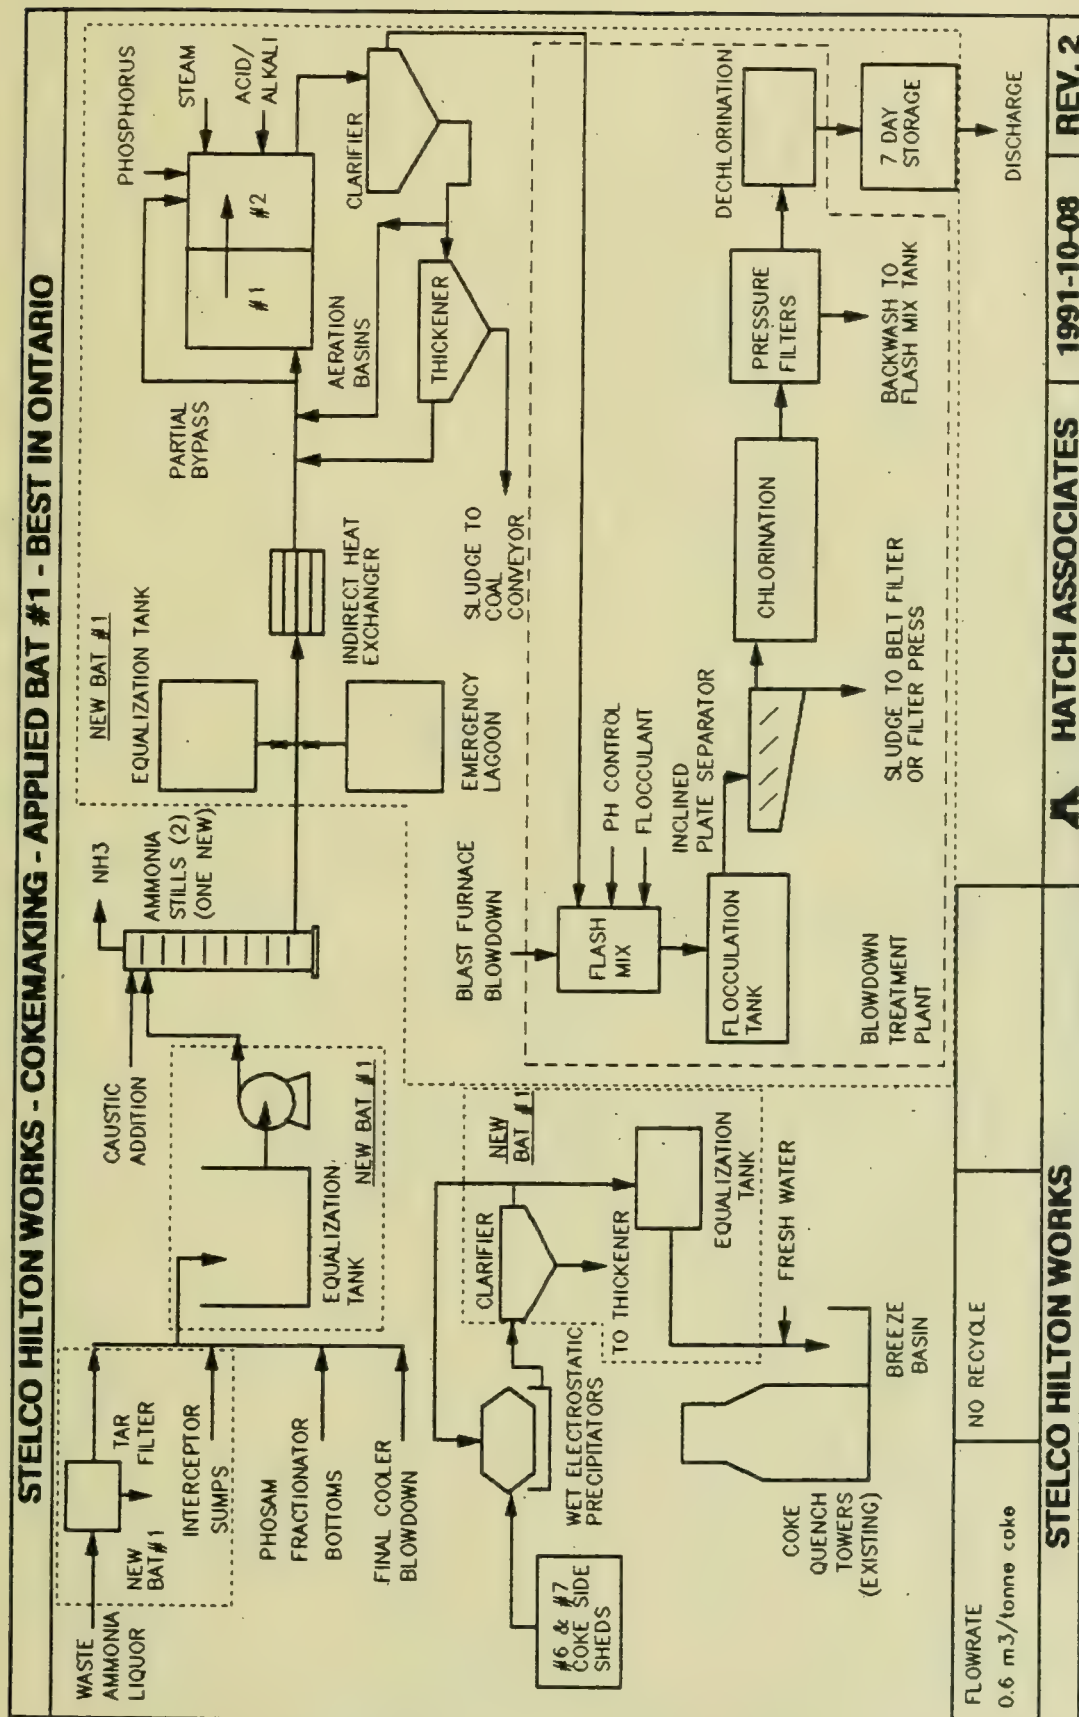 STELCO HILTON WORKS - COKEMAKING - APPLIED BAT #1 - BEST IN ONTARIO
WASTE
AMMONIA
LIQUOR
NEW
BAT#1
TAR
FILTER
INTERCEPTOR
SUMPS
PHOSAM
FRACTIONATOR
BOTTOMS
FINAL COOLER
BLOWDOWN
EQUALIZATION
TANK
NEW BAT #1
CAUSTIC
ADDITION
NH3
AMMONIA
STILLS (2)
(ONE NEW)
NEW BAT #1
EQUALIZATION TANK
EMERGENCY
LAGOON
INDIRECT HEAT
EXCHANGER
PARTIAL
BYPASS
AERATION
BASINS
#1
#2
PHOSPHORUS
STEAM
ACID/
ALKALI
CLARIFIER
THICKENER
SLUDGE TO
COAL
CONVEYOR
#6 & #7
COKE SIDE
SHEDS
WET ELECTROSTATIC
PRECIPITATORS
CLARIFIER
TO THICKENER
NEW
BAT #1
EQUALIZATION
TANK
FRESH WATER
COKE
QUENCH
TOWERS
(EXISTING)
BREEZE
BASIN
BLAST FURNACE
BLOWDOWN
FLASH
MIX
PH CONTROL
FLOCCULANT
FLOCCULATION
TANK
BLOWDOWN
TREATMENT
PLANT
INCLINED
PLATE SEPARATOR
SLUDGE TO BELT FILTER
OR FILTER PRESS
CHLORINATION
PRESSURE
FILTERS
BACKWASH TO
FLASH MIX TANK
DECHLORINATION
7 DAY
STORAGE
DISCHARGE
FLOWRATE
0.6 m3/tonne coke
NO RECYCLE
STELCO HILTON WORKS
HATCH ASSOCIATES
1991-10-08
REV. 2